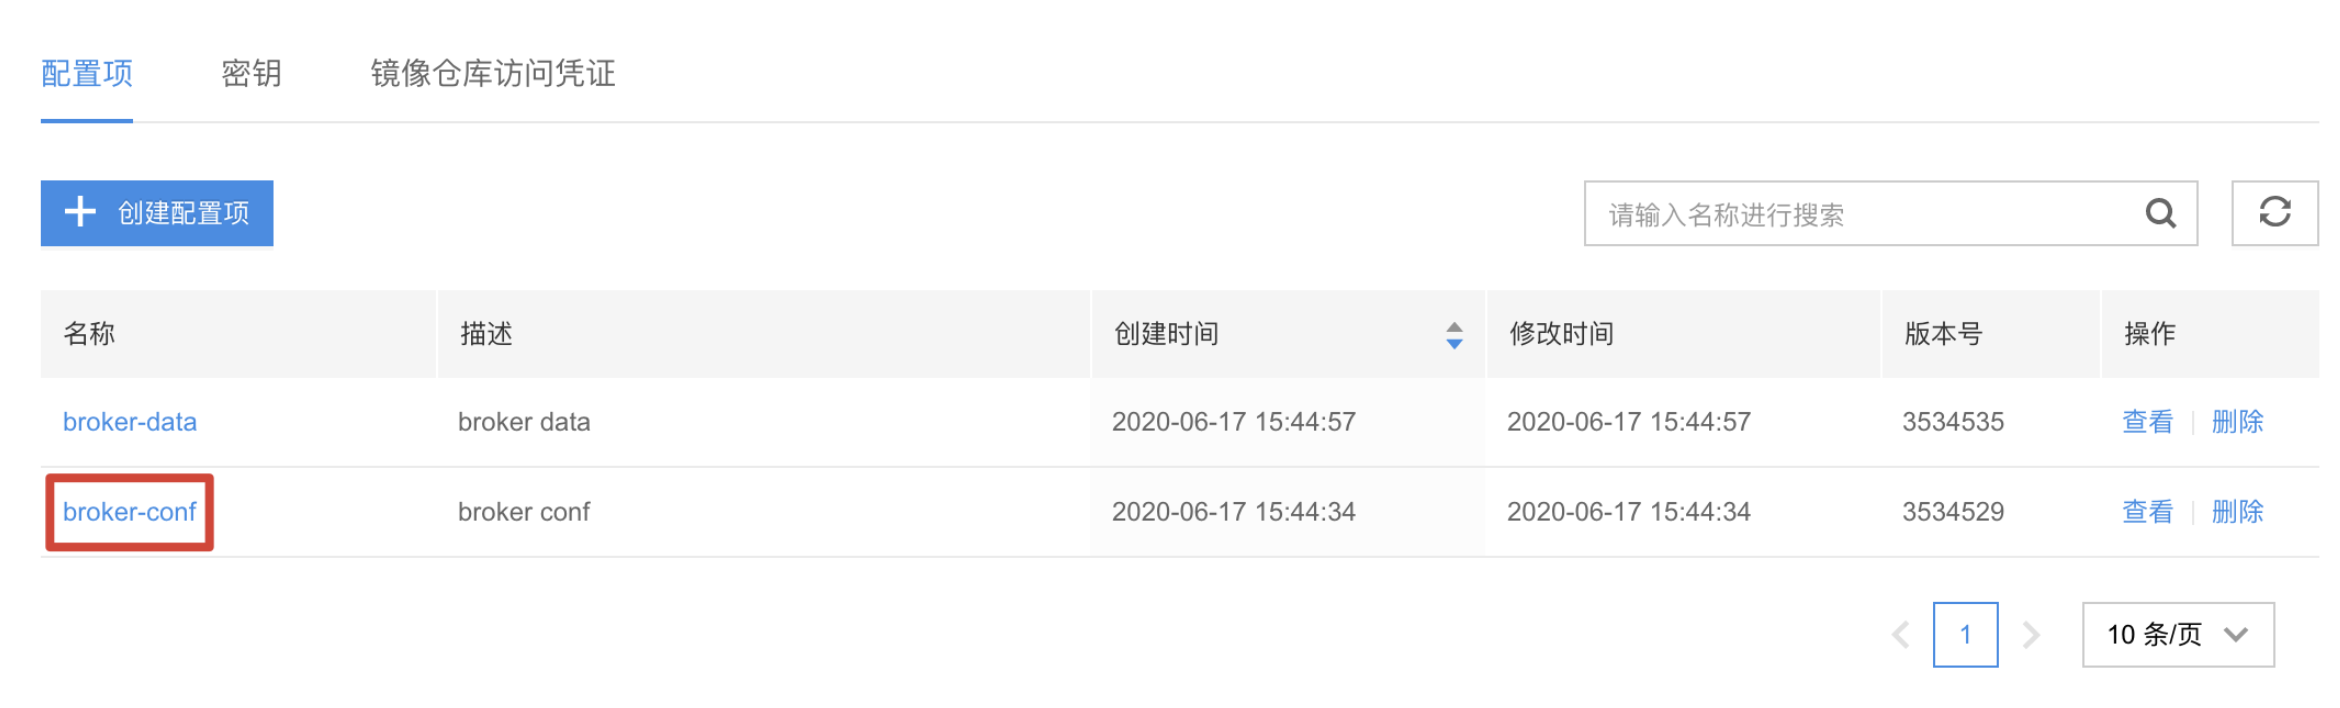 配置项 密钥 镜像仓库访问凭证
创建配置项 请输入名称进行搜索
名称 描述 创建时间 修改时间 版本号 操作
broker-data broker data 2020-06-17 15:44:57 2020-06-17 15:44:57 3534535 查看 删除
broker-conf broker conf 2020-06-17 15:44:34 2020-06-17 15:44:34 3534529 查看 删除
1 10 条/页